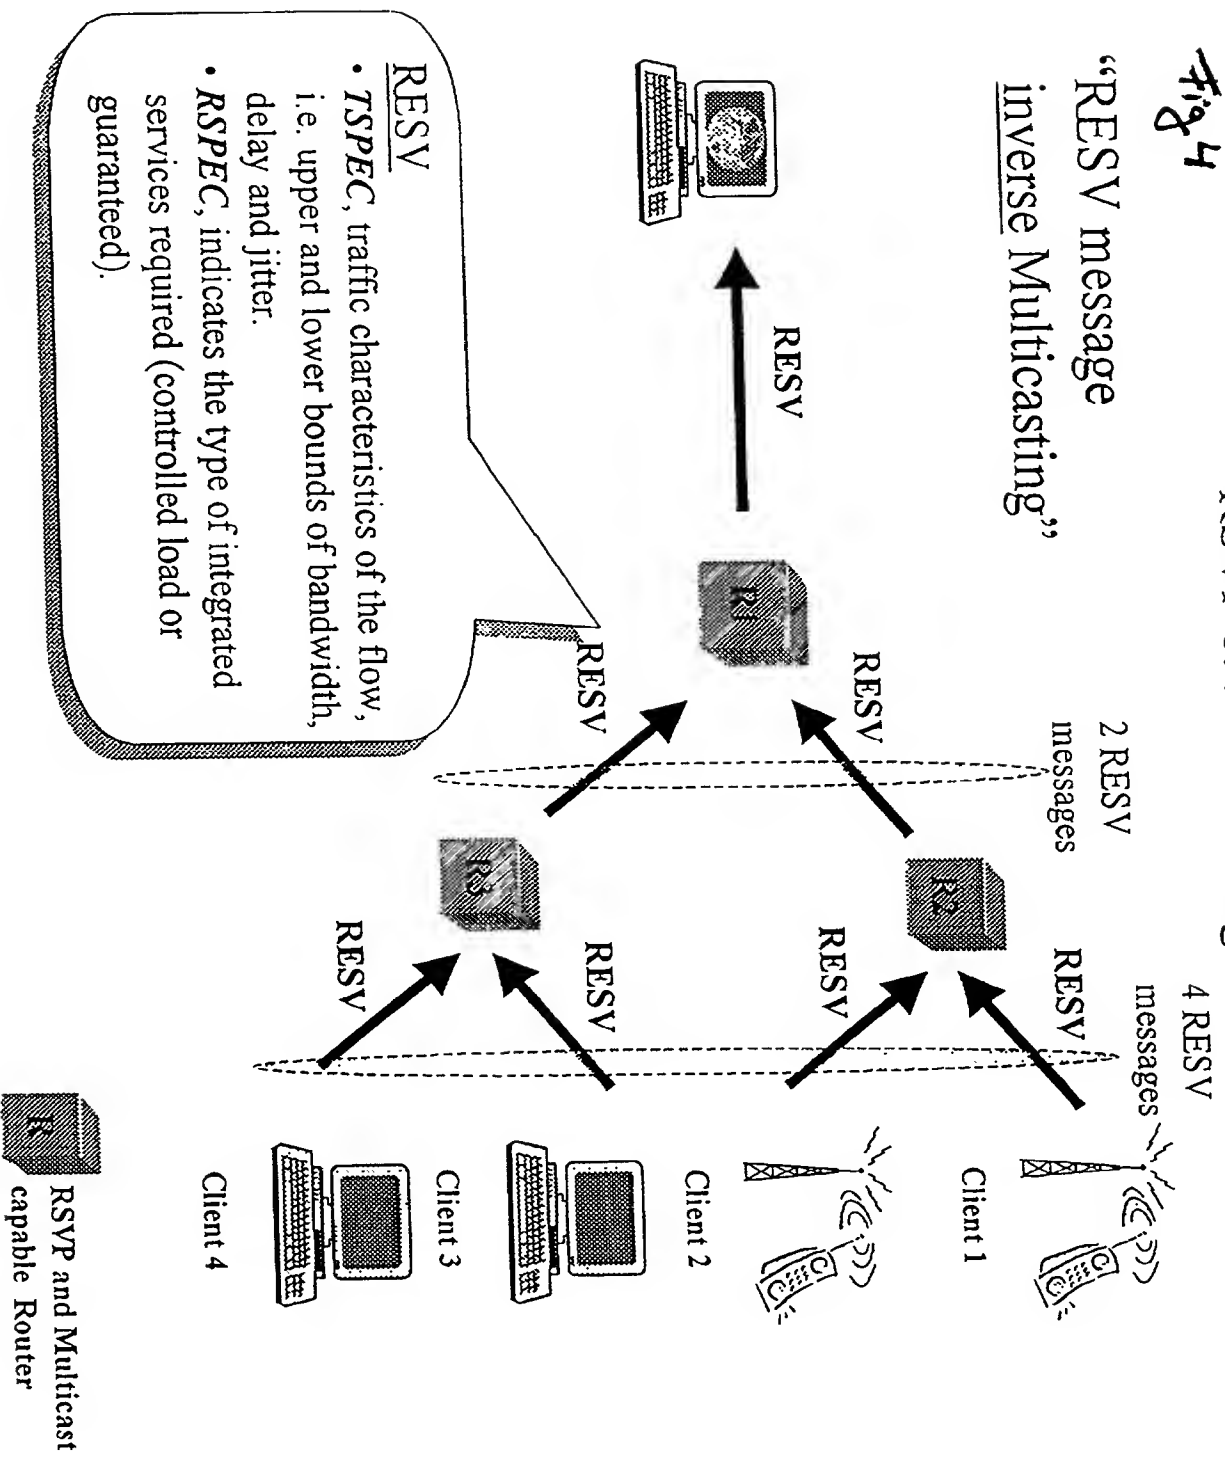 Fig 4
"RESV message
inverse Multicasting"
2 RESV
messages
4 RESV
messages
RESV
RESV
RESV
RESV
RESV
RESV
RESV
R1
R2
R3
Client 1
Client 2
Client 3
Client 4
RESV
• TSPEC, traffic characteristics of the flow,
i.e. upper and lower bounds of bandwidth,
delay and jitter.
• RSPEC, indicates the type of integrated
services required (controlled load or
guaranteed).
R
RSVP and Multicast
capable Router